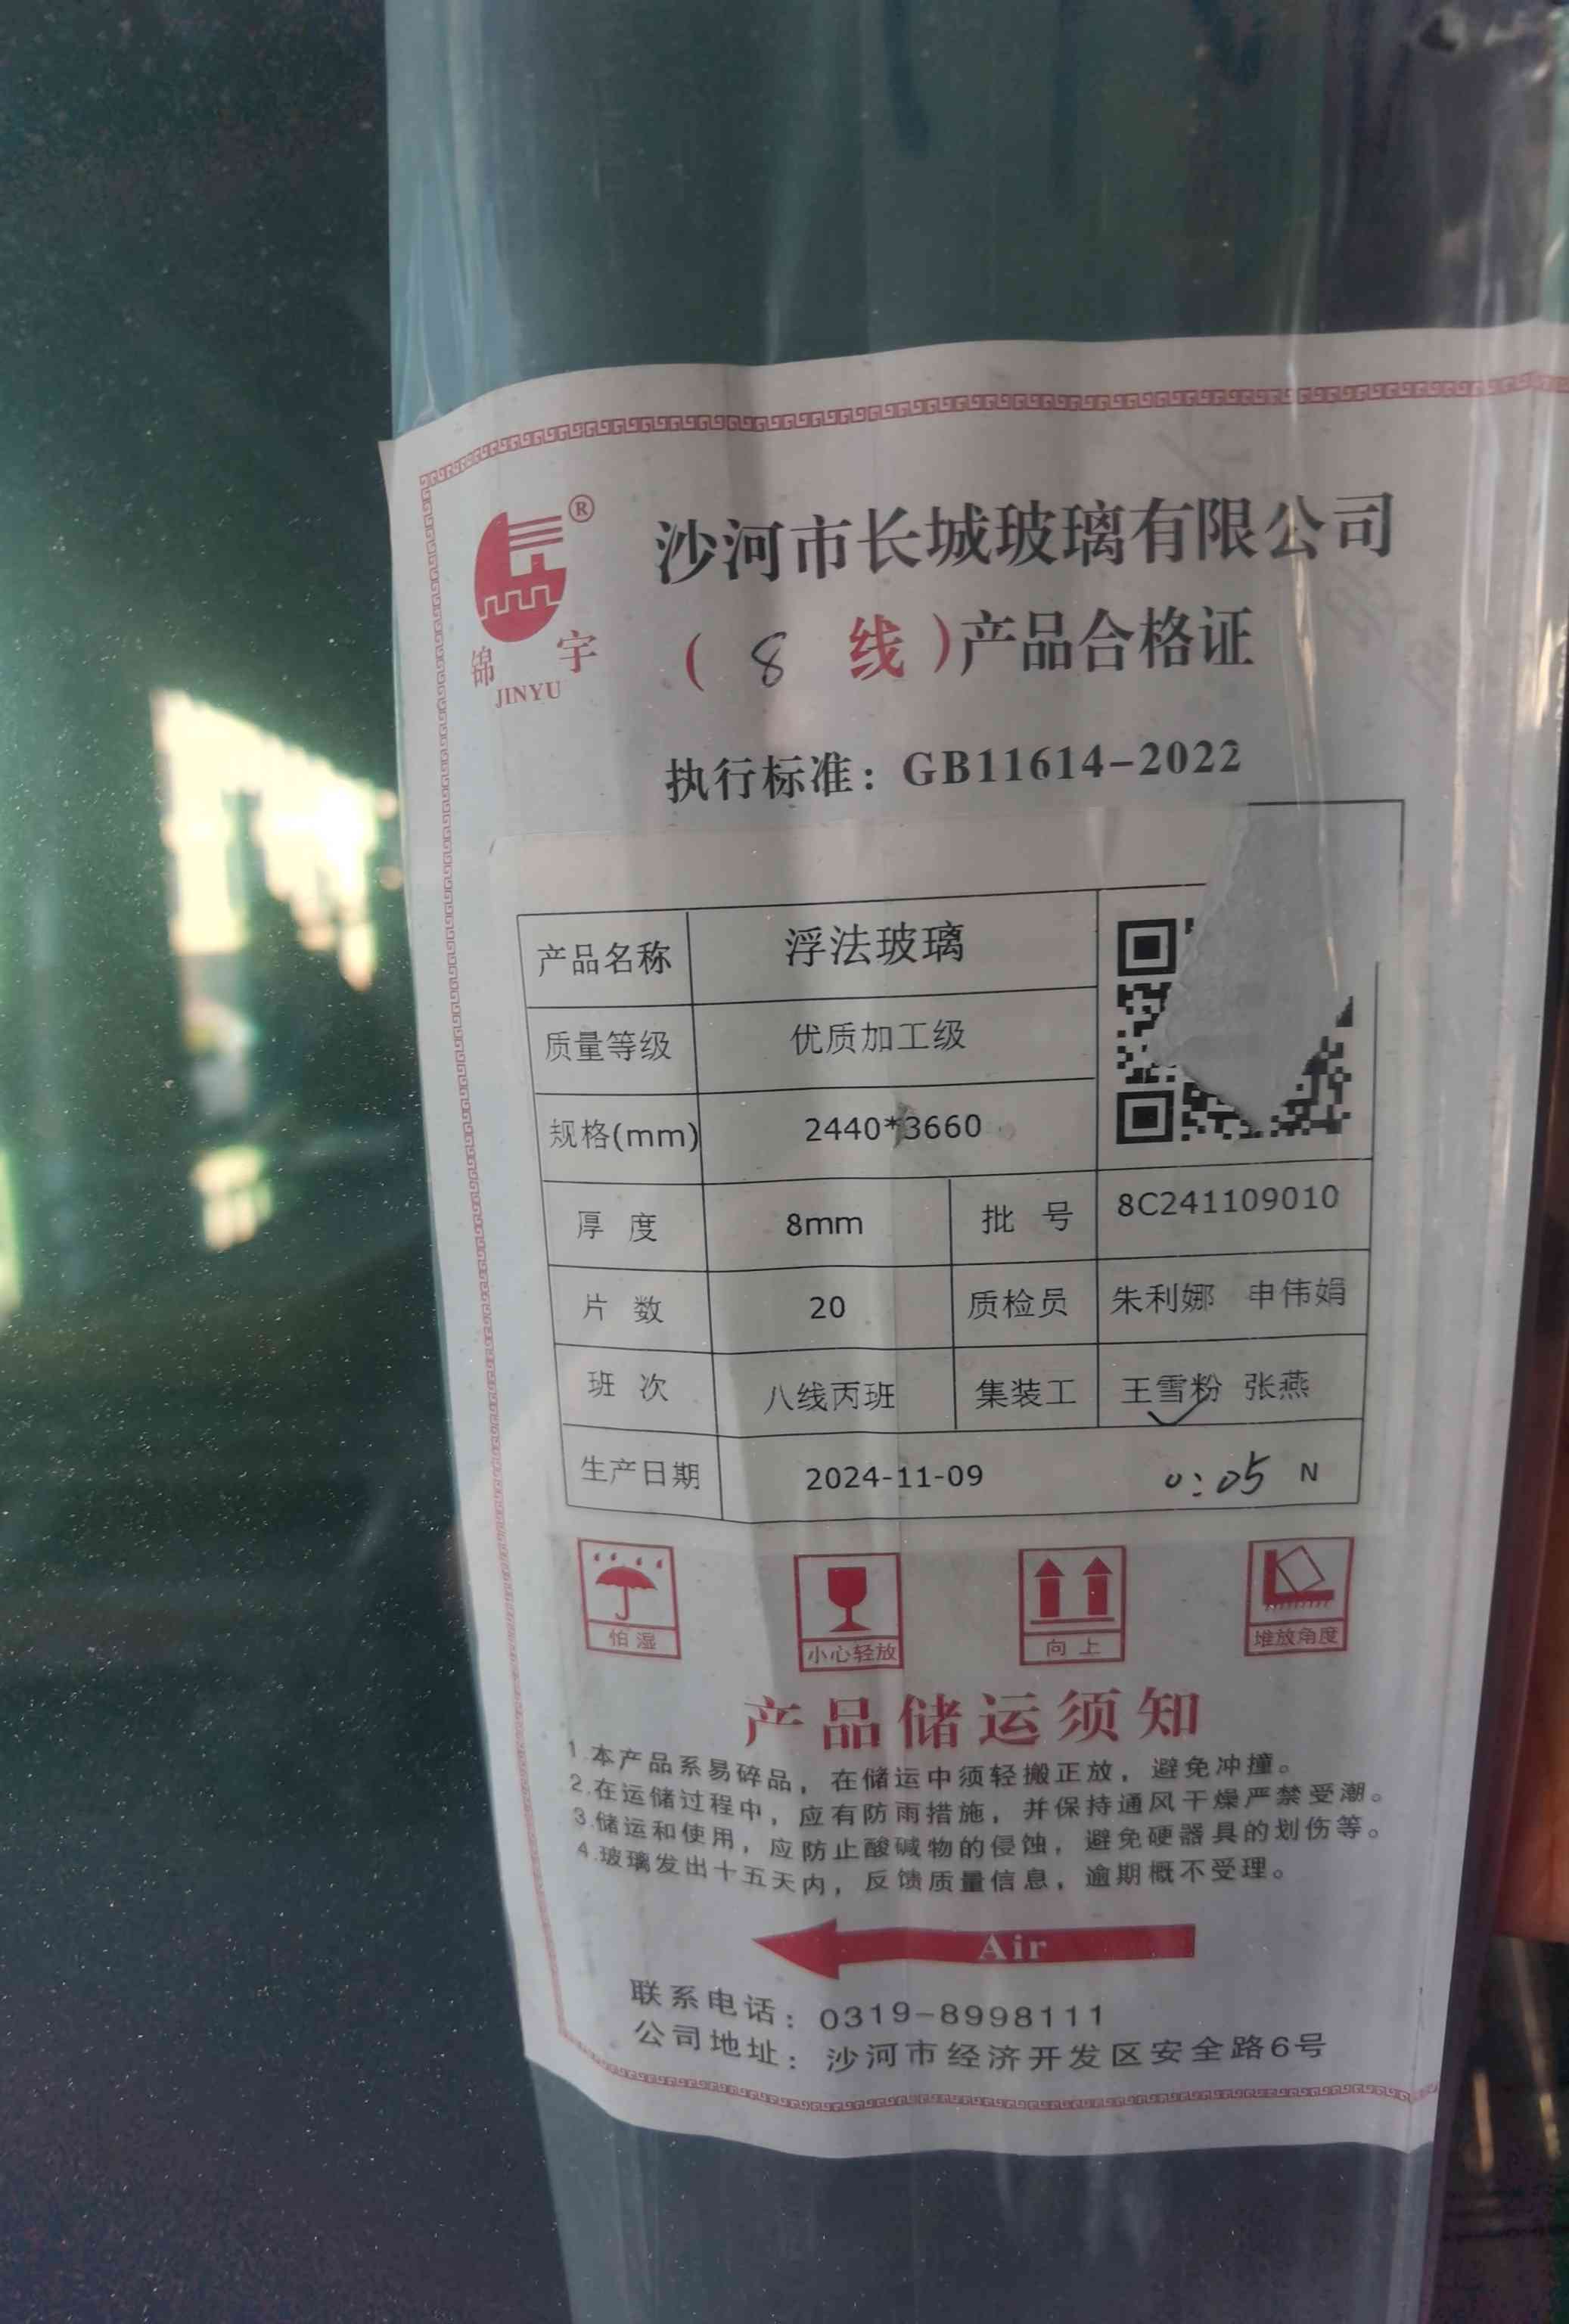 ®
沙河市长城玻璃有限公司
锦 宇
JINYU
( 8 线 )产品合格证
执行标准：GB11614-2022
产品名称 浮法玻璃
质量等级 优质加工级
规格(mm) 2440*3660
厚 度 8mm 批 号 8C241109010
片 数 20 质检员 朱利娜 申伟娟
班 次 八线丙班 集装工 王雪粉 张燕
生产日期 2024-11-09 0:05 N
怕 湿 小心轻放 向 上 堆放角度
产品储运须知
1.本产品系易碎品，在储运中须轻搬正放，避免冲撞。
2.在运储过程中，应有防雨措施，并保持通风干燥严禁受潮。
3.储运和使用，应防止酸碱物的侵蚀，避免硬器具的划伤等。
4.玻璃发出十五天内，反馈质量信息，逾期概不受理。
Air
联系电话：0319-8998111
公司地址：沙河市经济开发区安全路6号